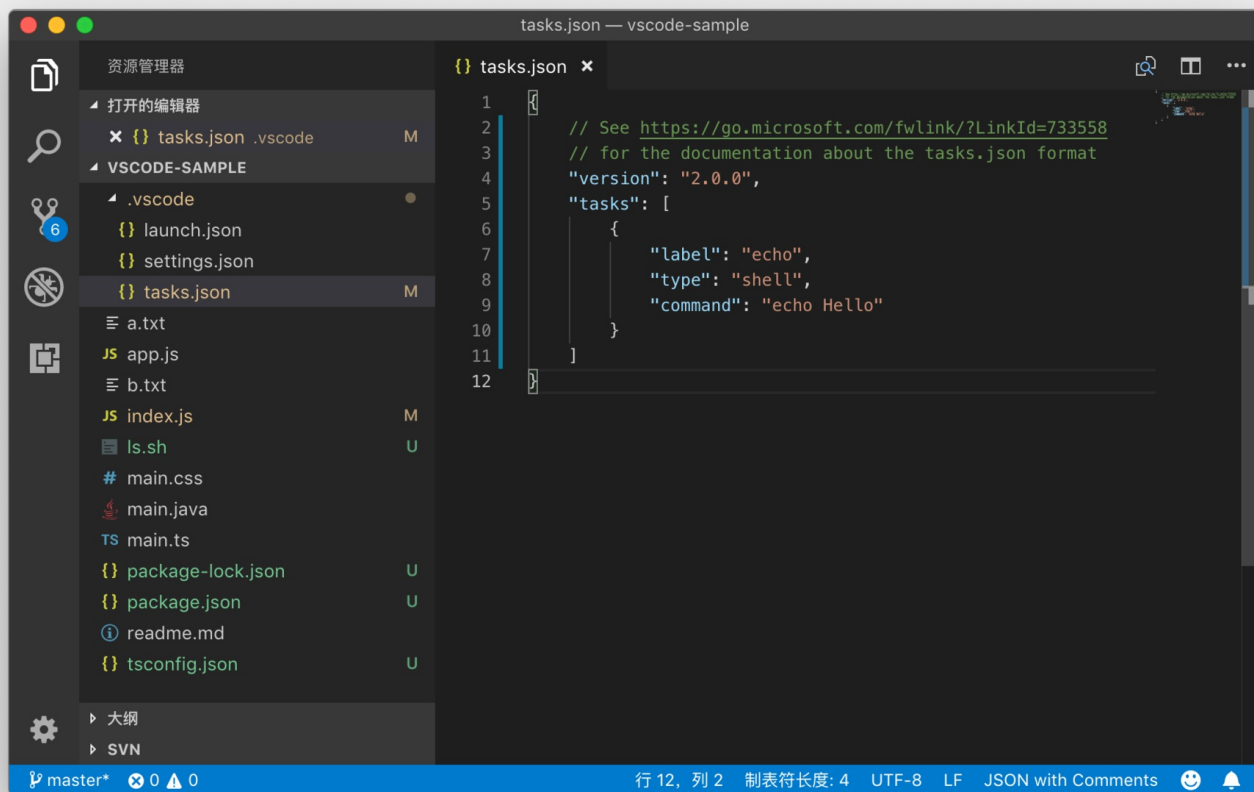 tasks.json — vscode-sample
资源管理器
打开的编辑器
{} tasks.json .vscode M
VSCODE-SAMPLE
.vscode
{} launch.json
{} settings.json
{} tasks.json M
a.txt
JS app.js
b.txt
JS index.js M
ls.sh U
# main.css
main.java
TS main.ts
{} package-lock.json U
{} package.json U
readme.md
{} tsconfig.json U
大纲
SVN
6
{} tasks.json
1 {
2 // See https://go.microsoft.com/fwlink/?LinkId=733558
3 // for the documentation about the tasks.json format
4 "version": "2.0.0",
5 "tasks": [
6 {
7 "label": "echo",
8 "type": "shell",
9 "command": "echo Hello"
10 }
11 ]
12 }
master* 0 0 行 12，列 2 制表符长度: 4 UTF-8 LF JSON with Comments